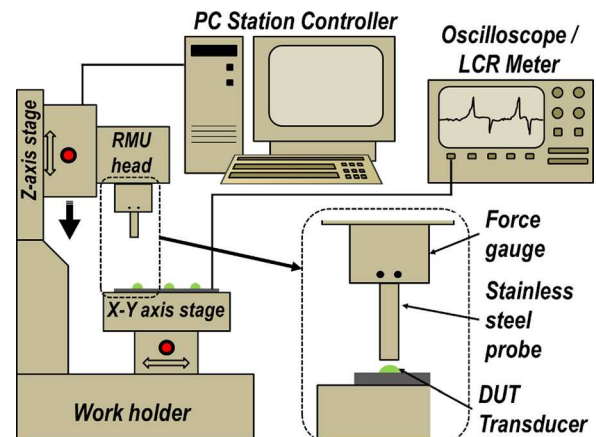 PC Station Controller
Oscilloscope /
LCR Meter
Z-axis stage
RMU
head
X-Y axis stage
Work holder
Force
gauge
Stainless
steel
probe
DUT
Transducer